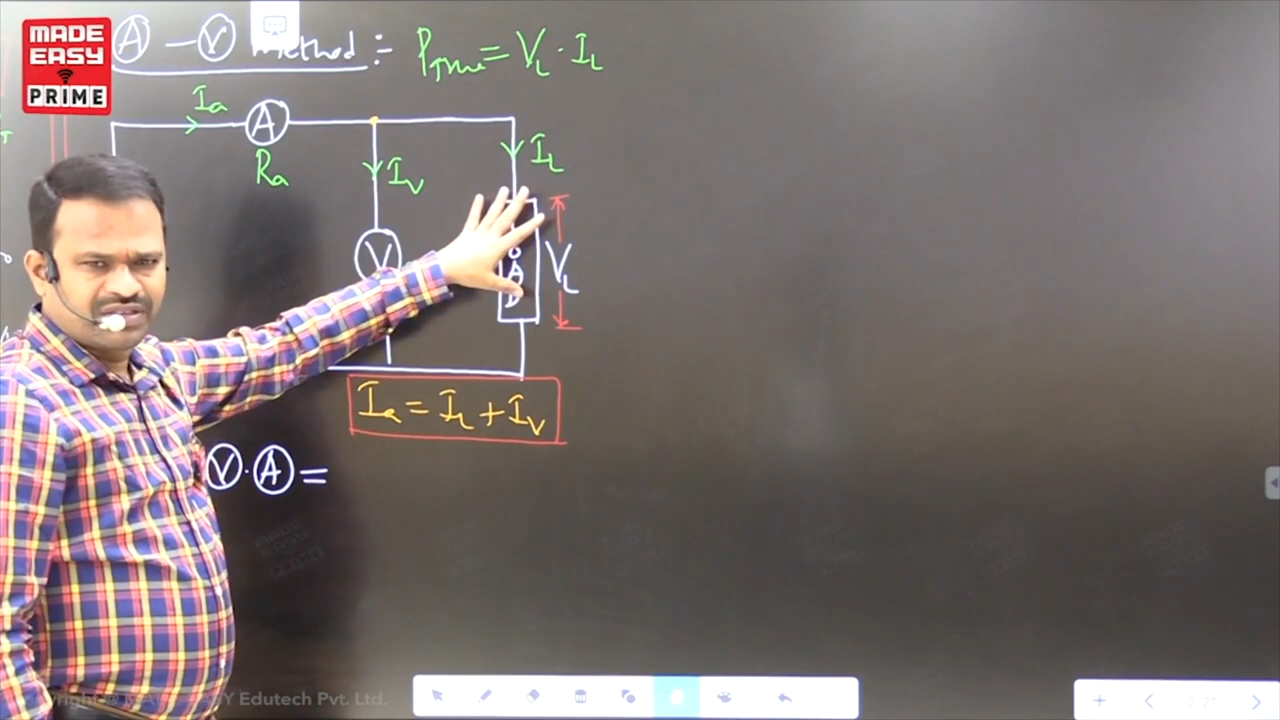 MADE
EASY
PRIME
A – V Method :- P_True = V_L · I_L
I_a
A
R_a
I_V
I_L
V
V_L
I_a = I_L + I_V
V · A =
Edutech Pvt. Ltd.